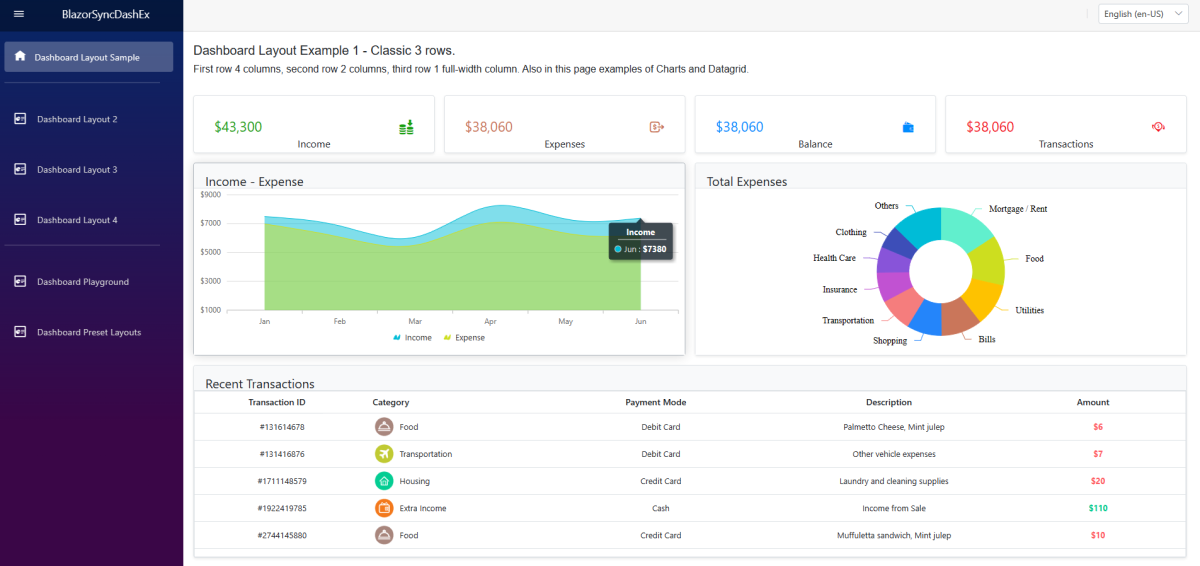 BlazorSyncDashEx
English (en-US)
Dashboard Layout Sample
Dashboard Layout 2
Dashboard Layout 3
Dashboard Layout 4
Dashboard Playground
Dashboard Preset Layouts
Dashboard Layout Example 1 - Classic 3 rows.
First row 4 columns, second row 2 columns, third row 1 full-width column. Also in this page examples of Charts and Datagrid.
$43,300
Income
$38,060
Expenses
$38,060
Balance
$38,060
Transactions
Income - Expense
$9000
$7000
$5000
$3000
$1000
Jan Feb Mar Apr May Jun
Income
Jun : $7380
Income Expense
Total Expenses
Mortgage / Rent
Food
Utilities
Bills
Shopping
Transportation
Insurance
Health Care
Clothing
Others
Recent Transactions
Transaction ID Category Payment Mode Description Amount
#131614678 Food Debit Card Palmetto Cheese, Mint julep $6
#131416876 Transportation Debit Card Other vehicle expenses $7
#1711148579 Housing Credit Card Laundry and cleaning supplies $20
#1922419785 Extra Income Cash Income from Sale $110
#2744145880 Food Credit Card Muffuletta sandwich, Mint julep $10